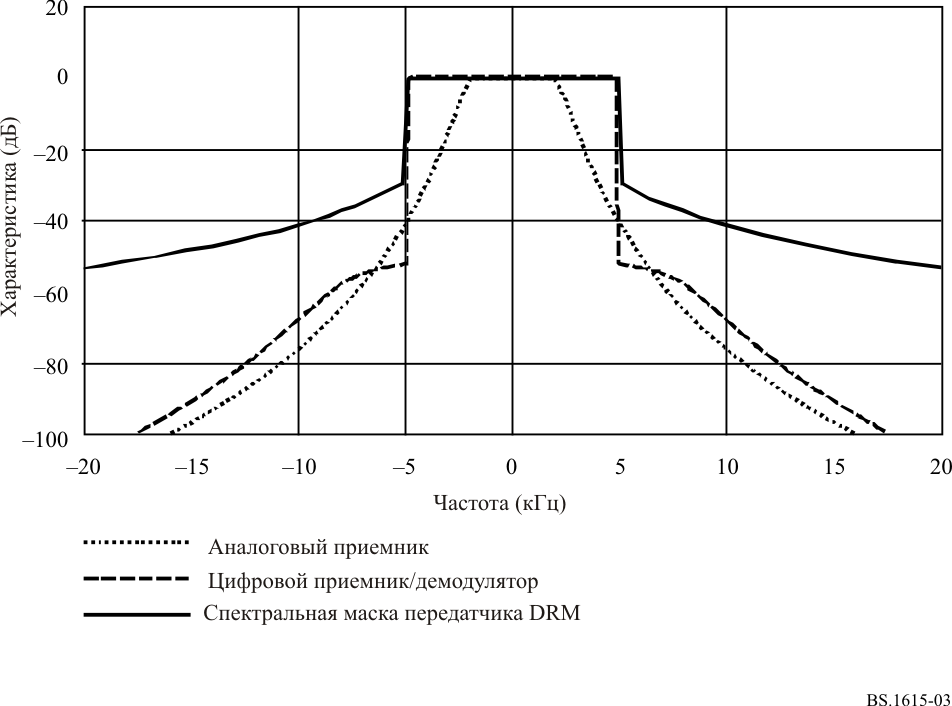 20
0
–20
–40
–60
–80
–100
Характеристика (дБ)
–20 –15 –10 –5 0 5 10 15 20
Частота (кГц)
Аналоговый приемник
Цифровой приемник/демодулятор
Спектральная маска передатчика DRM
BS.1615-03